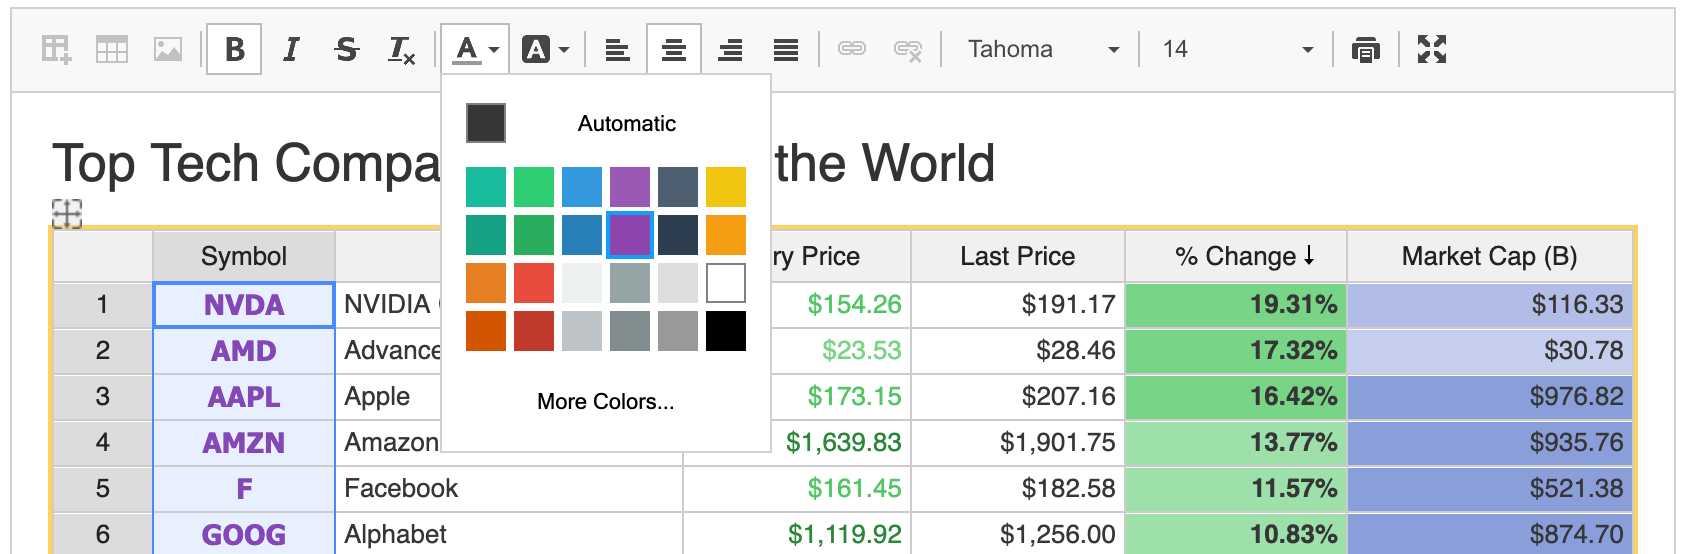 B I S Tx A A Tahoma 14
Automatic
Top Tech Compa the World
Symbol ry Price Last Price % Change↓ Market Cap (B)
1 NVDA NVIDIA $154.26 $191.17 19.31% $116.33
2 AMD Advance $23.53 $28.46 17.32% $30.78
3 AAPL Apple $173.15 $207.16 16.42% $976.82
More Colors...
4 AMZN Amazon $1,639.83 $1,901.75 13.77% $935.76
5 F Facebook $161.45 $182.58 11.57% $521.38
6 GOOG Alphabet $1,119.92 $1,256.00 10.83% $874.70